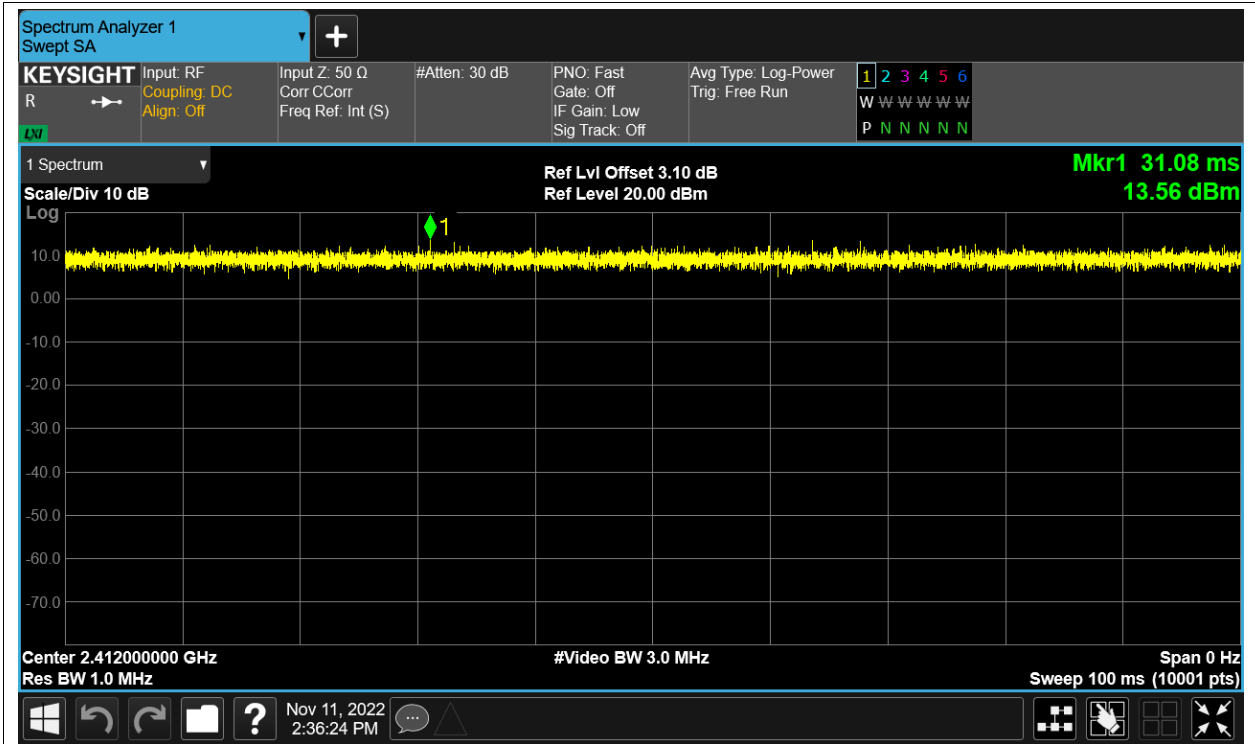 Spectrum Analyzer 1
Swept SA
+
KEYSIGHT
R
LXI
Input: RF
Coupling: DC
Align: Off
Input Z: 50 Ω
Corr CCorr
Freq Ref: Int (S)
#Atten: 30 dB
PNO: Fast
Gate: Off
IF Gain: Low
Sig Track: Off
Avg Type: Log-Power
Trig: Free Run
1 2 3 4 5 6
W W W W W W
P N N N N N
1 Spectrum
Scale/Div 10 dB
Ref Lvl Offset 3.10 dB
Ref Level 20.00 dBm
Mkr1 31.08 ms
13.56 dBm
Log
1
10.0
0.00
-10.0
-20.0
-30.0
-40.0
-50.0
-60.0
-70.0
Center 2.412000000 GHz
#Video BW 3.0 MHz
Span 0 Hz
Res BW 1.0 MHz
Sweep 100 ms (10001 pts)
?
Nov 11, 2022
2:36:24 PM